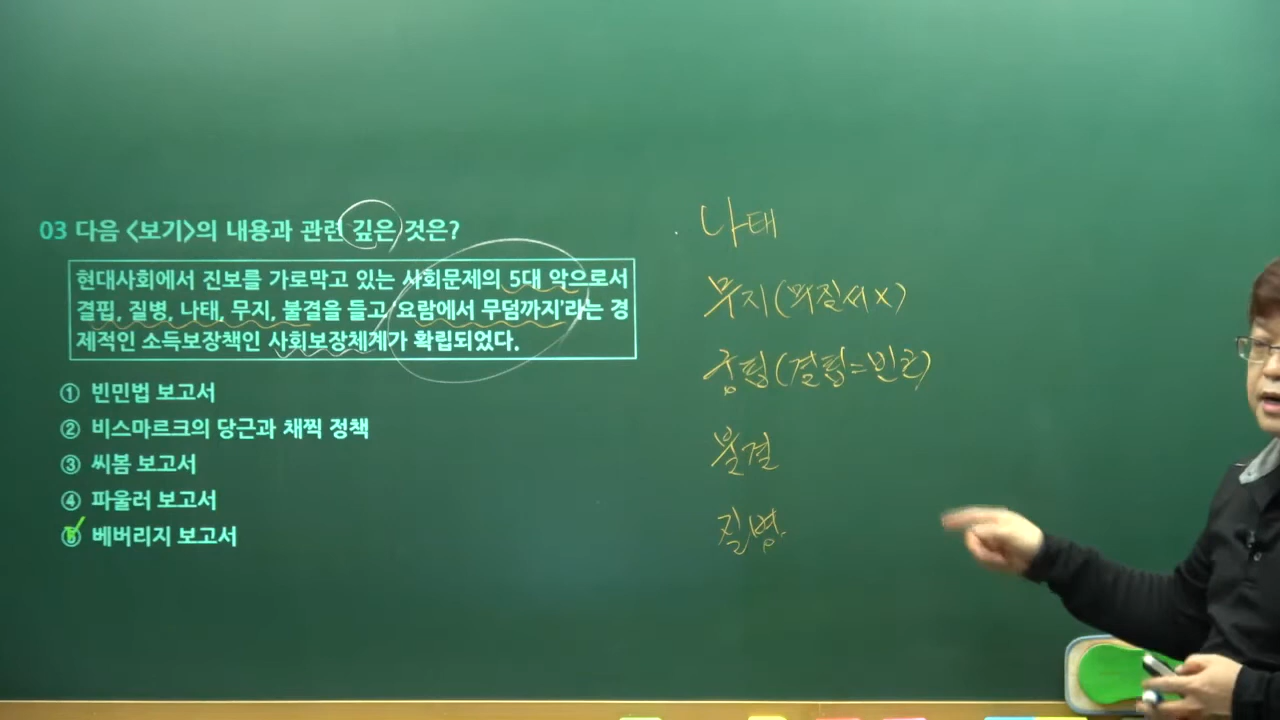 03 다음 <보기>의 내용과 관련 깊은 것은?
현대사회에서 진보를 가로막고 있는 사회문제의 5대 악으로서
결핍, 질병, 나태, 무지, 불결을 들고 '요람에서 무덤까지'라는 경
제적인 소득보장책인 사회보장체계가 확립되었다.
① 빈민법 보고서
② 비스마르크의 당근과 채찍 정책
③ 씨봄 보고서
④ 파울러 보고서
⑤ 베버리지 보고서
나태
무지
궁핍(결핍=빈곤)
불결
질병